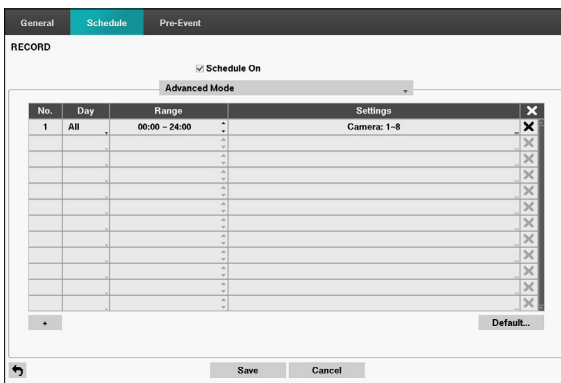 General Schedule Pre-Event
RECORD
Schedule On
Advanced Mode
No. Day Range Settings
1 All 00:00 ~ 24:00 Camera: 1~8
+ Default...
Save Cancel